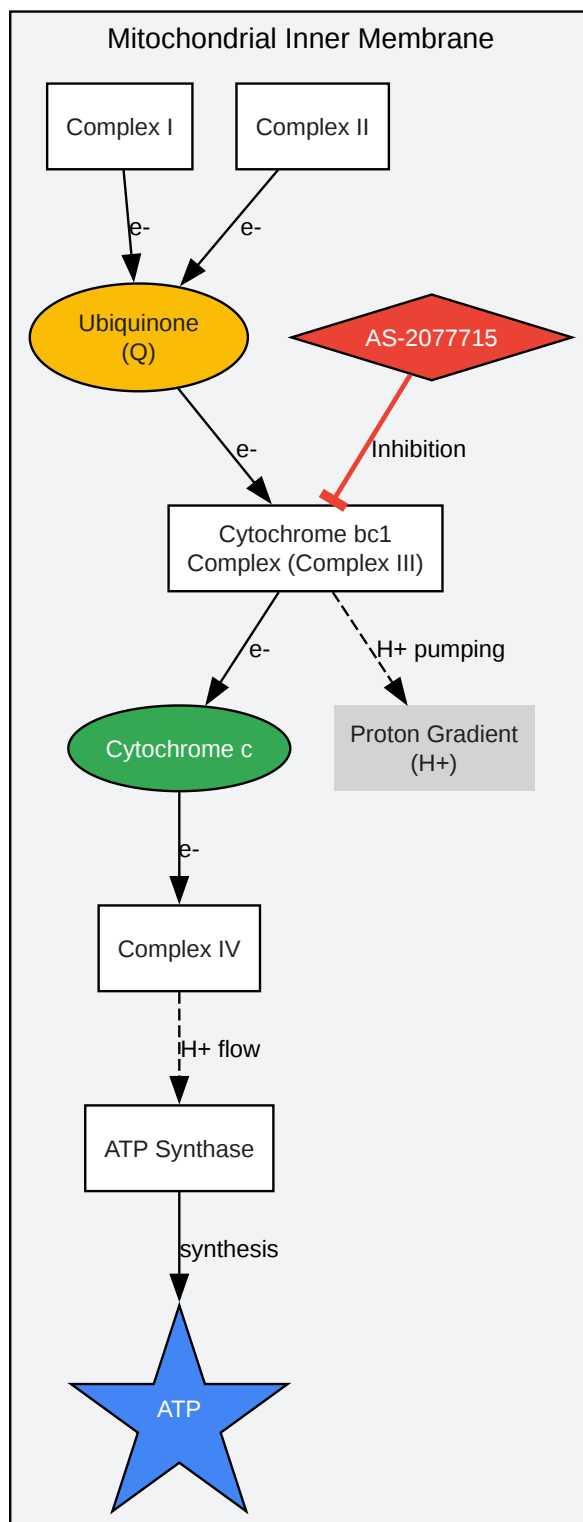 Mitochondrial Inner Membrane
Complex I
Complex II
e-
e-
Ubiquinone
(Q)
AS-2077715
e-
Inhibition
Cytochrome bc1
Complex (Complex III)
e-
H+ pumping
Cytochrome c
Proton Gradient
(H+)
e-
Complex IV
H+ flow
ATP Synthase
synthesis
ATP